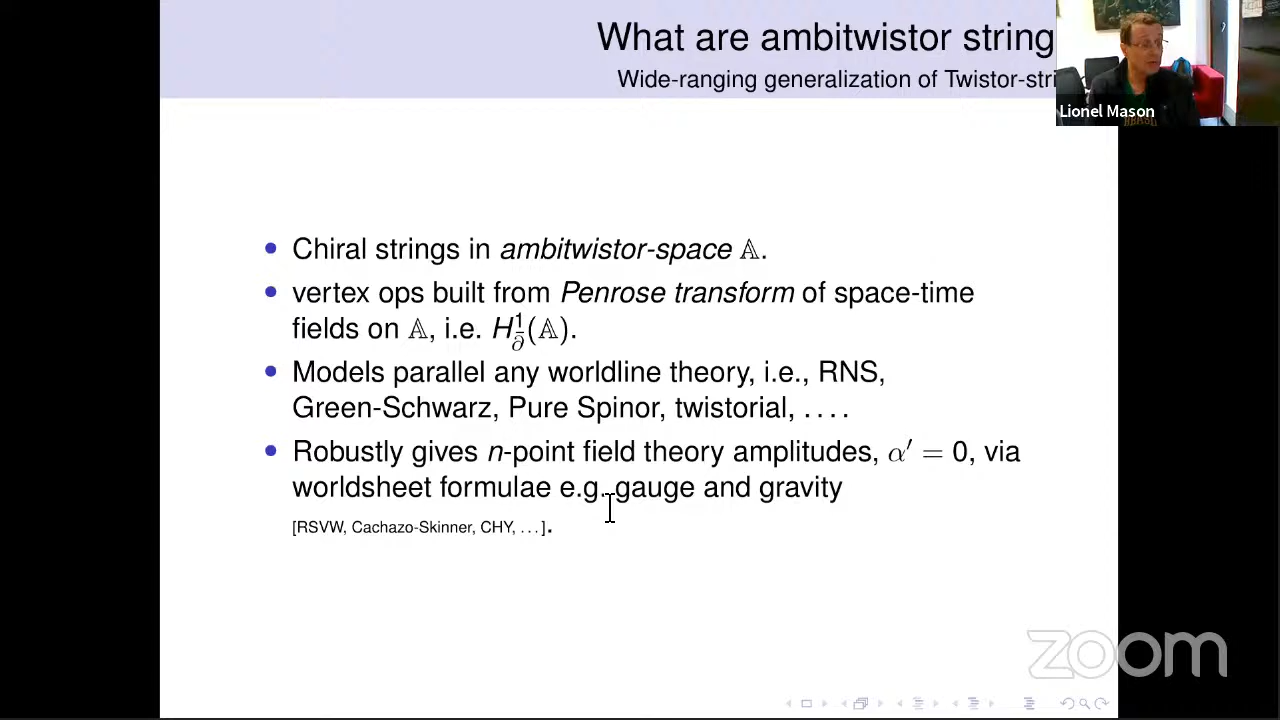 What are ambitwistor string
Wide-ranging generalization of Twistor-stri
Lionel Mason
• Chiral strings in ambitwistor-space 𝔸.
• vertex ops built from Penrose transform of space-time
fields on 𝔸, i.e. H¹_∂̄(𝔸).
• Models parallel any worldline theory, i.e., RNS,
Green-Schwarz, Pure Spinor, twistorial, . . . .
• Robustly gives n-point field theory amplitudes, α′ = 0, via
worldsheet formulae e.g. gauge and gravity
[RSVW, Cachazo-Skinner, CHY, . . . ].
zoom